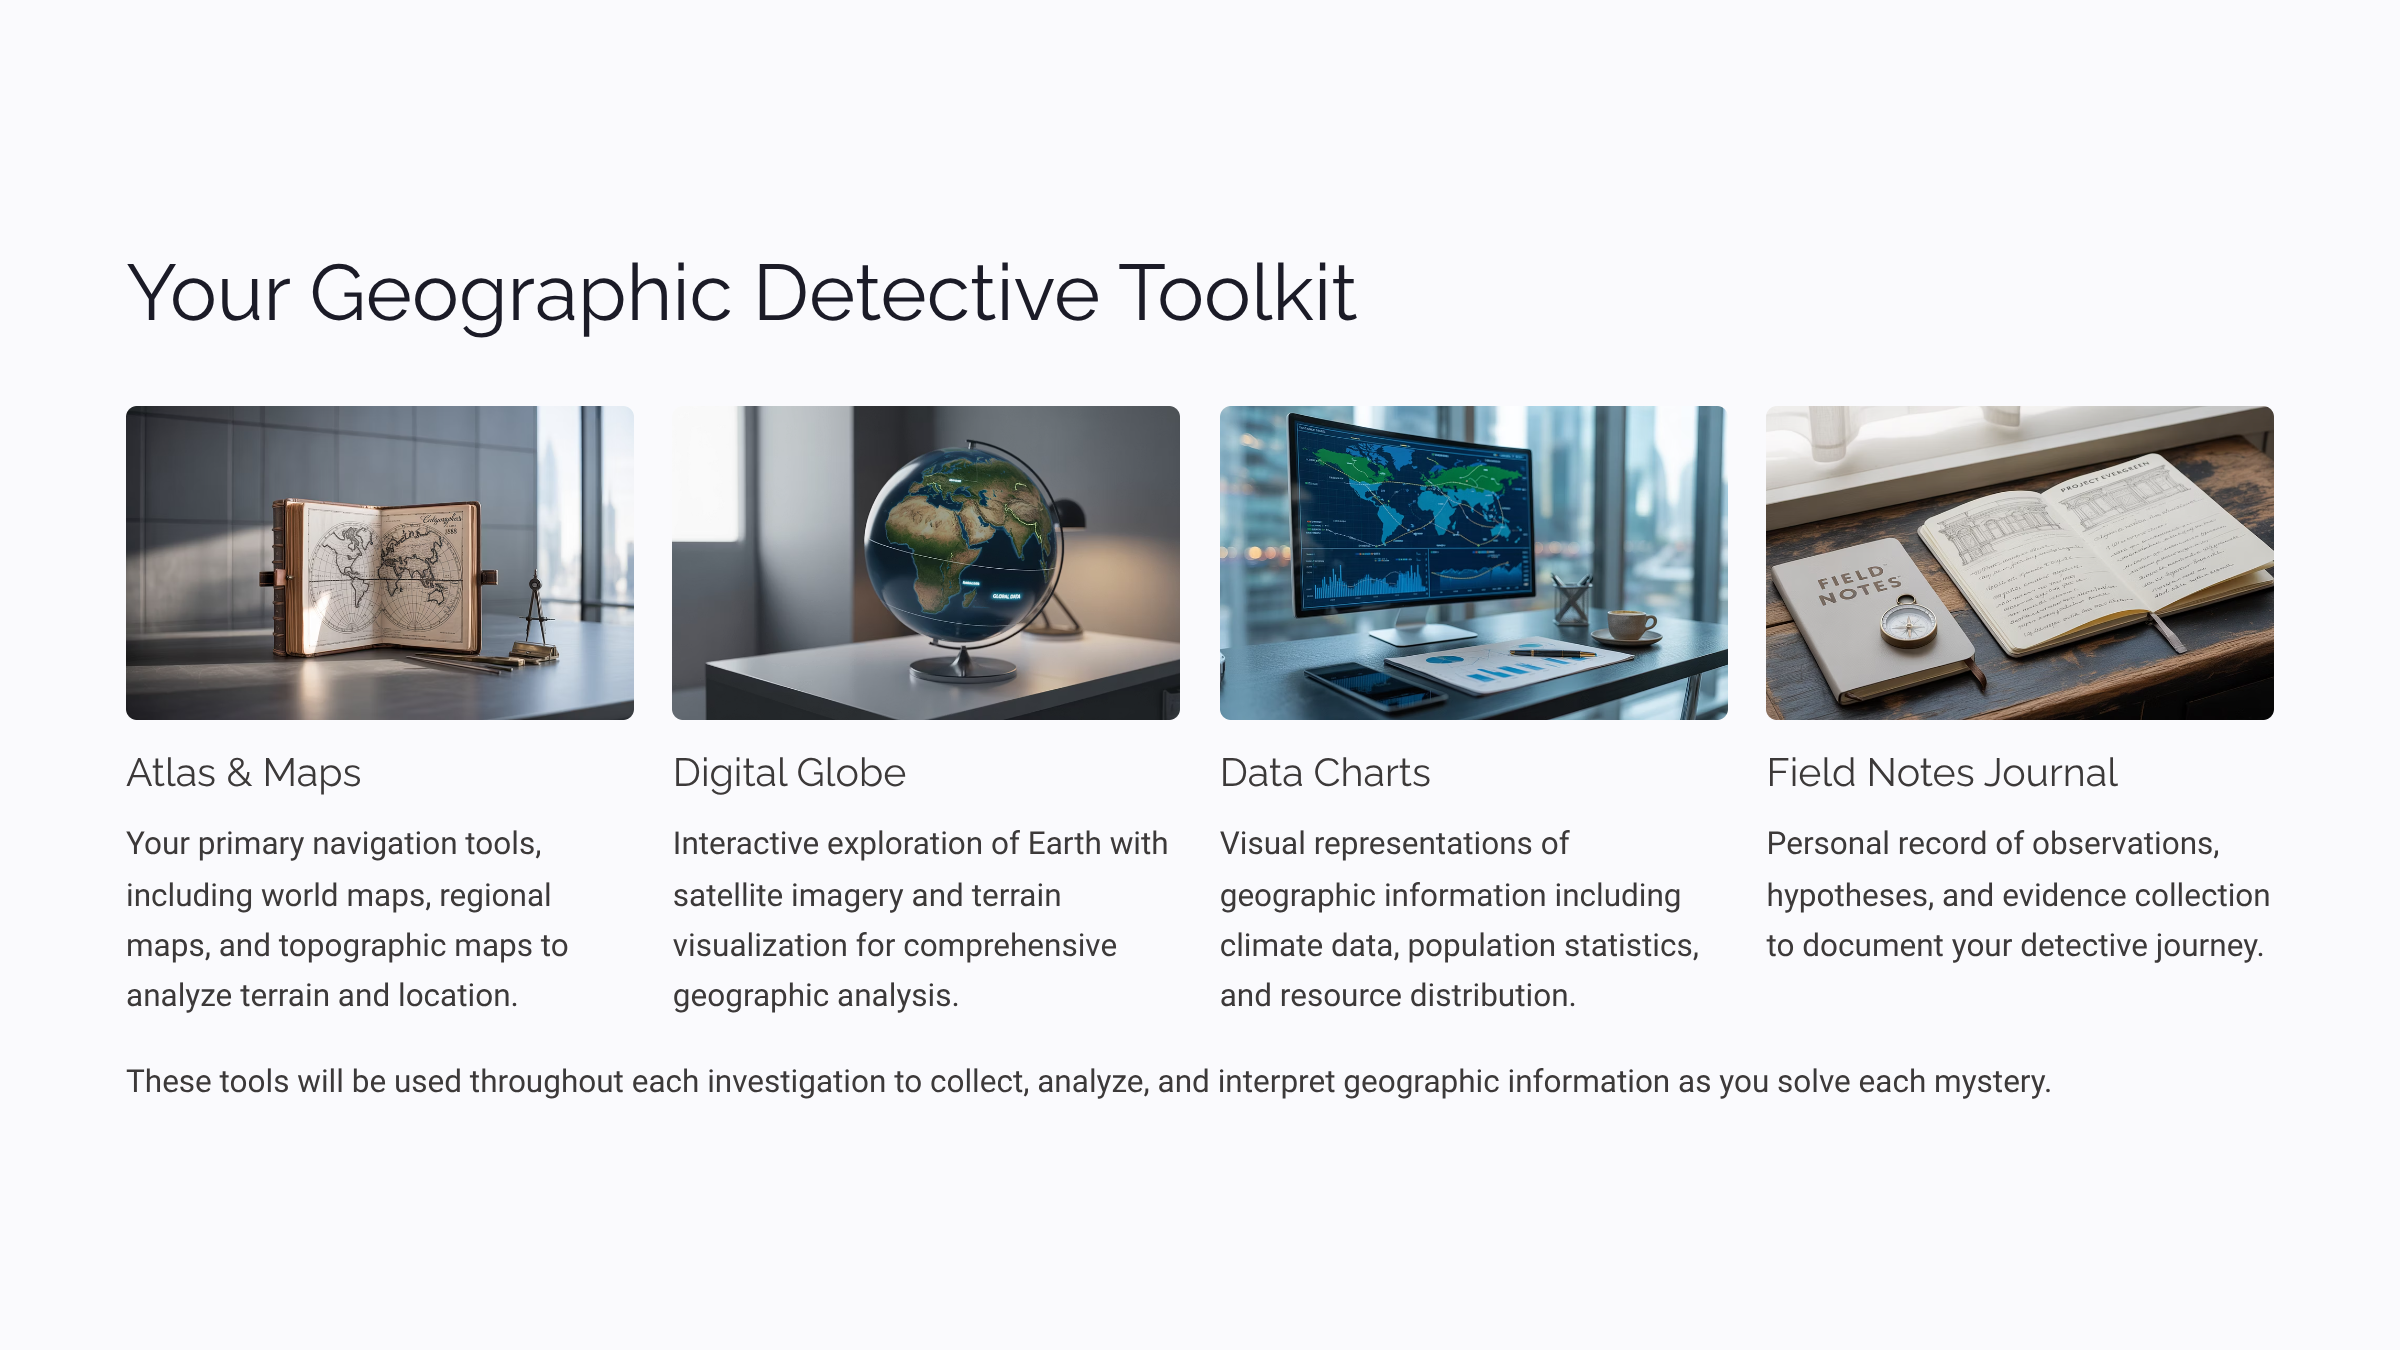 Your Geographic Detective Toolkit
1888
GLOBAL DATA
FIELD
NOTES
PROJECT EVERGREEN
Atlas & Maps
Your primary navigation tools,
including world maps, regional
maps, and topographic maps to
analyze terrain and location.
Digital Globe
Interactive exploration of Earth with
satellite imagery and terrain
visualization for comprehensive
geographic analysis.
Data Charts
Visual representations of
geographic information including
climate data, population statistics,
and resource distribution.
Field Notes Journal
Personal record of observations,
hypotheses, and evidence collection
to document your detective journey.
These tools will be used throughout each investigation to collect, analyze, and interpret geographic information as you solve each mystery.